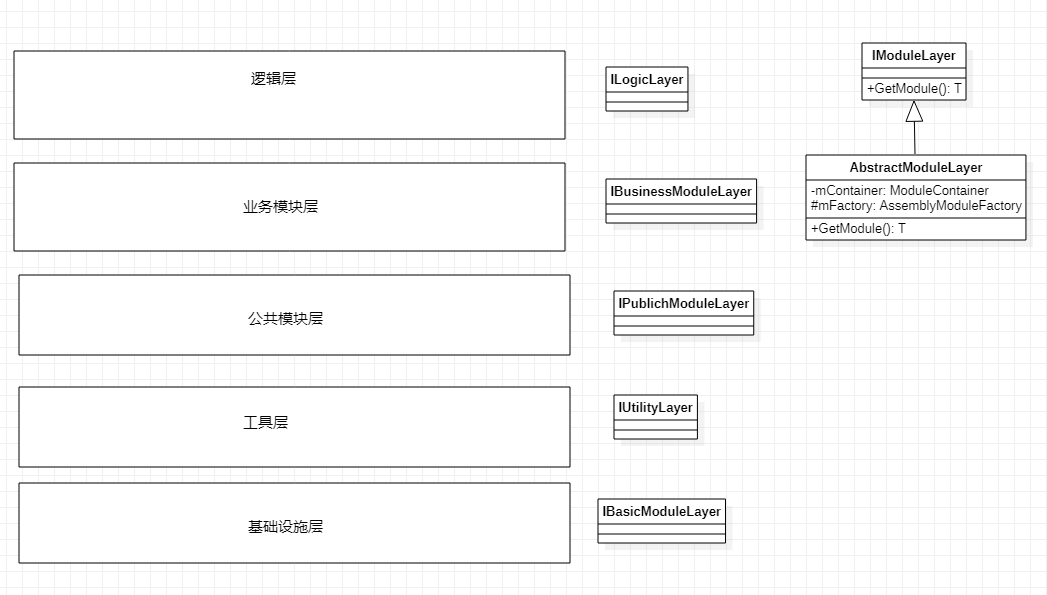 逻辑层
ILogicLayer
IModuleLayer
+GetModule(): T
业务模块层
IBusinessModuleLayer
AbstractModuleLayer
-mContainer: ModuleContainer
#mFactory: AssemblyModuleFactory
+GetModule(): T
公共模块层
IPublichModuleLayer
工具层
IUtilityLayer
基础设施层
IBasicModuleLayer